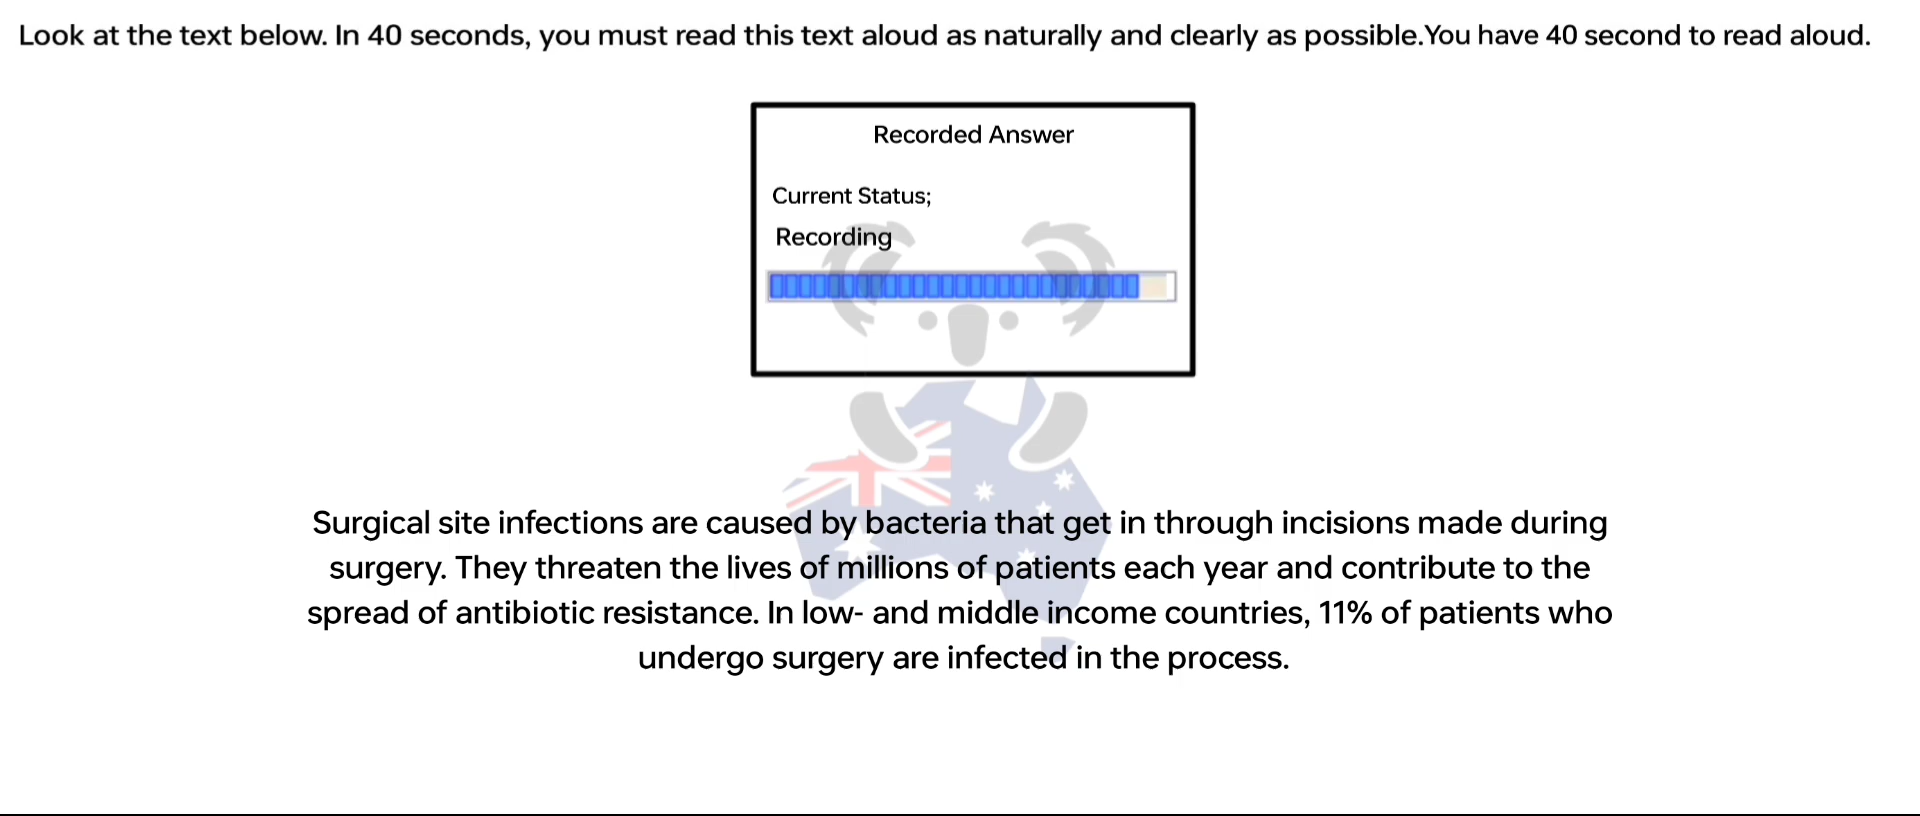 Look at the text below. In 40 seconds, you must read this text aloud as naturally and clearly as possible.You have 40 second to read aloud.
Recorded Answer
Current Status;
Recording
Surgical site infections are caused by bacteria that get in through incisions made during
surgery. They threaten the lives of millions of patients each year and contribute to the
spread of antibiotic resistance. In low- and middle income countries, 11% of patients who
undergo surgery are infected in the process.